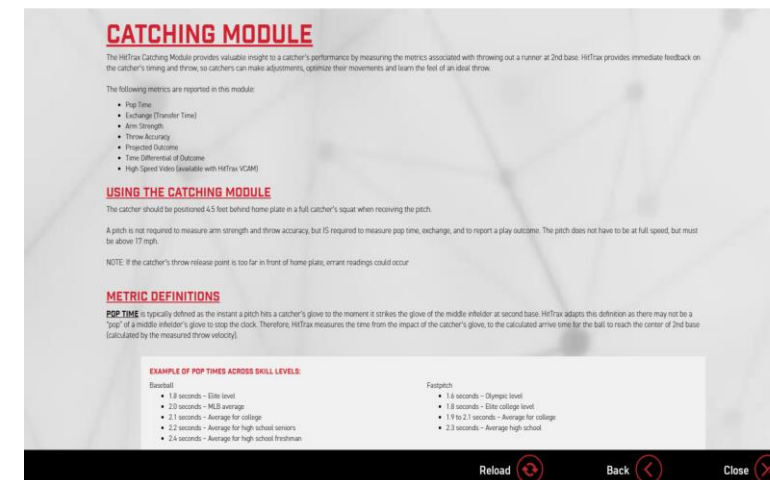 CATCHING MODULE
The HitTrax Catching Module provides valuable insight to a catcher's performance by measuring the metrics associated with throwing out a runner at 2nd base. HitTrax provides immediate feedback on
the catcher's timing and throw, so catchers can make adjustments, optimize their movements and learn the feel of an ideal throw.
The following metrics are reported in this module:
• Pop Time
• Exchange (Transfer Time)
• Arm Strength
• Throw Accuracy
• Projected Outcome
• Time Differential of Outcome
• High Speed Video (available with HitTrax VCAM)
USING THE CATCHING MODULE
The catcher should be positioned 4.5 feet behind home plate in a full catcher's squat when receiving the pitch.
A pitch is not required to measure arm strength and throw accuracy, but IS required to measure pop time, exchange, and to report a play outcome. The pitch does not have to be at full speed, but must
be above 17 mph.
NOTE: If the catcher's throw release point is too far in front of home plate, errant readings could occur
METRIC DEFINITIONS
POP TIME is typically defined as the instant a pitch hits a catcher's glove to the moment it strikes the glove of the middle infielder at second base. HitTrax adapts this definition as there may not be a
"pop" of a middle infielder's glove to stop the clock. Therefore, HitTrax measures the time from the impact of the catcher's glove, to the calculated arrive time for the ball to reach the center of 2nd base
(calculated by the measured throw velocity).
EXAMPLE OF POP TIMES ACROSS SKILL LEVELS:
Baseball
• 1.8 seconds – Elite level
• 2.0 seconds – MLB average
• 2.1 seconds – Average for college
• 2.2 seconds – Average for high school seniors
• 2.4 seconds – Average for high school freshman
Fastpitch
• 1.6 seconds – Olympic level
• 1.8 seconds – Elite college level
• 1.9 to 2.1 seconds – Average for college
• 2.3 seconds – Average high school
Reload
Back
Close